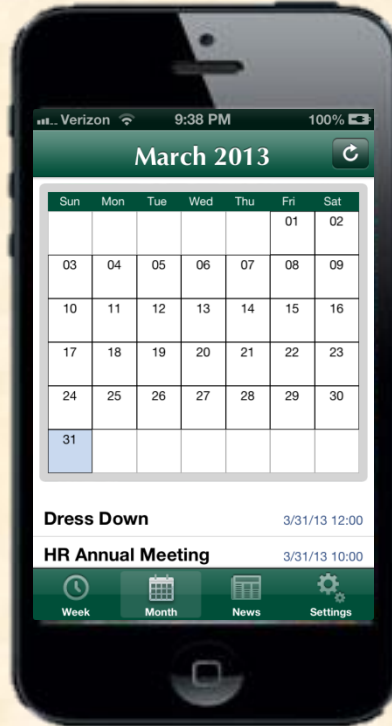 Verizon 9:38 PM 100%
March 2013
Sun Mon Tue Wed Thu Fri Sat
01 02
03 04 05 06 07 08 09
10 11 12 13 14 15 16
17 18 19 20 21 22 23
24 25 26 27 28 29 30
31
Dress Down 3/31/13 12:00
HR Annual Meeting 3/31/13 10:00
Week Month News Settings